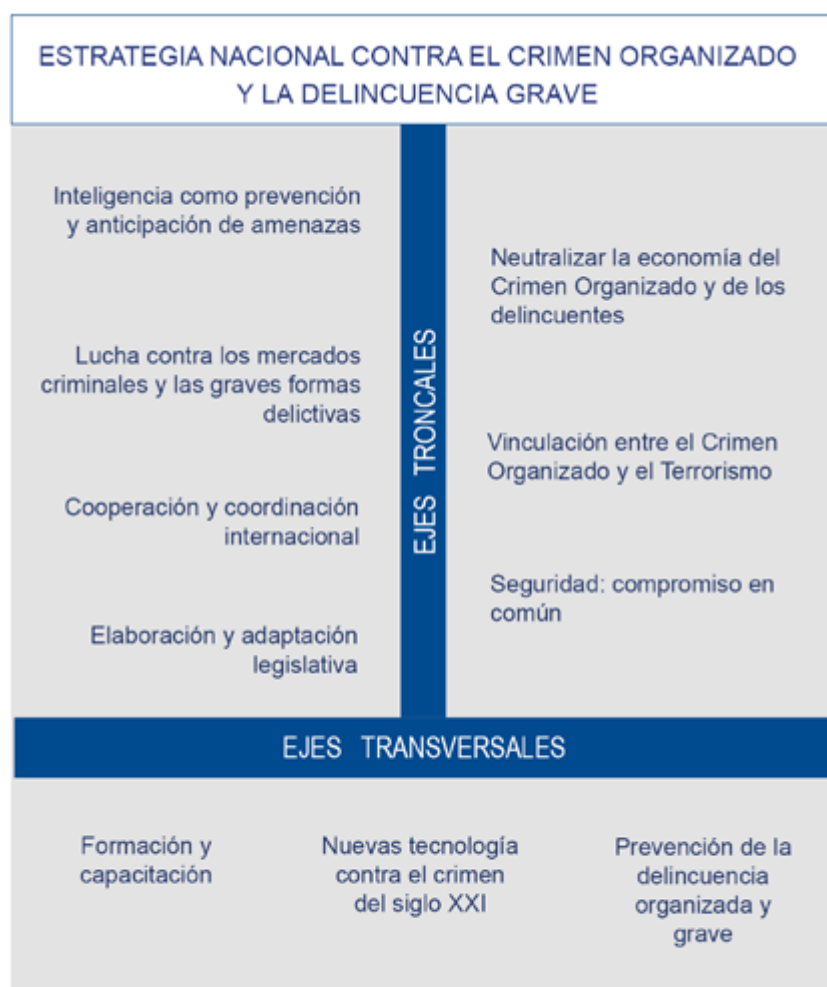 ESTRATEGIA NACIONAL CONTRA EL CRIMEN ORGANIZADO
Y LA DELINCUENCIA GRAVE
Inteligencia como prevención
y anticipación de amenazas
Lucha contra los mercados
criminales y las graves formas
delictivas
Cooperación y coordinación
internacional
Elaboración y adaptación
legislativa
EJES TRONCALES
Neutralizar la economía del
Crimen Organizado y de los
delincuentes
Vinculación entre el Crimen
Organizado y el Terrorismo
Seguridad: compromiso en
común
EJES TRANSVERSALES
Formación y
capacitación
Nuevas tecnología
contra el crimen
del siglo XXI
Prevención de la
delincuencia
organizada y
grave